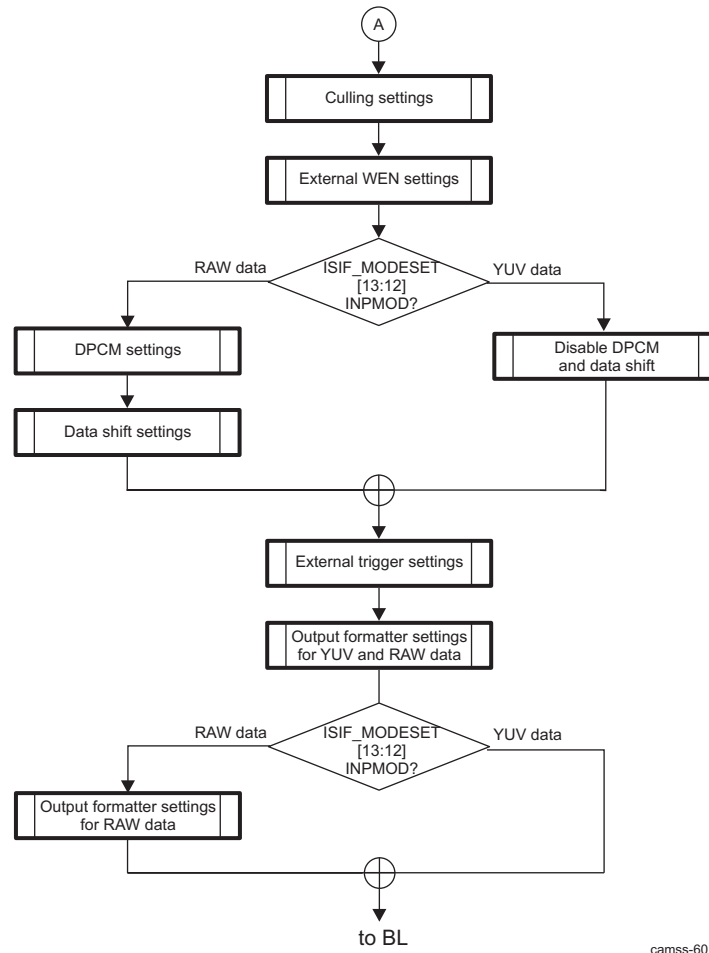 A
Culling settings
External WEN settings
RAW data
ISIF_MODESET
[13:12]
INPMOD?
YUV data
DPCM settings
Disable DPCM
and data shift
Data shift settings
External trigger settings
Output formatter settings
for YUV and RAW data
RAW data
ISIF_MODESET
[13:12]
INPMOD?
YUV data
Output formatter settings
for RAW data
to BL
camss-60